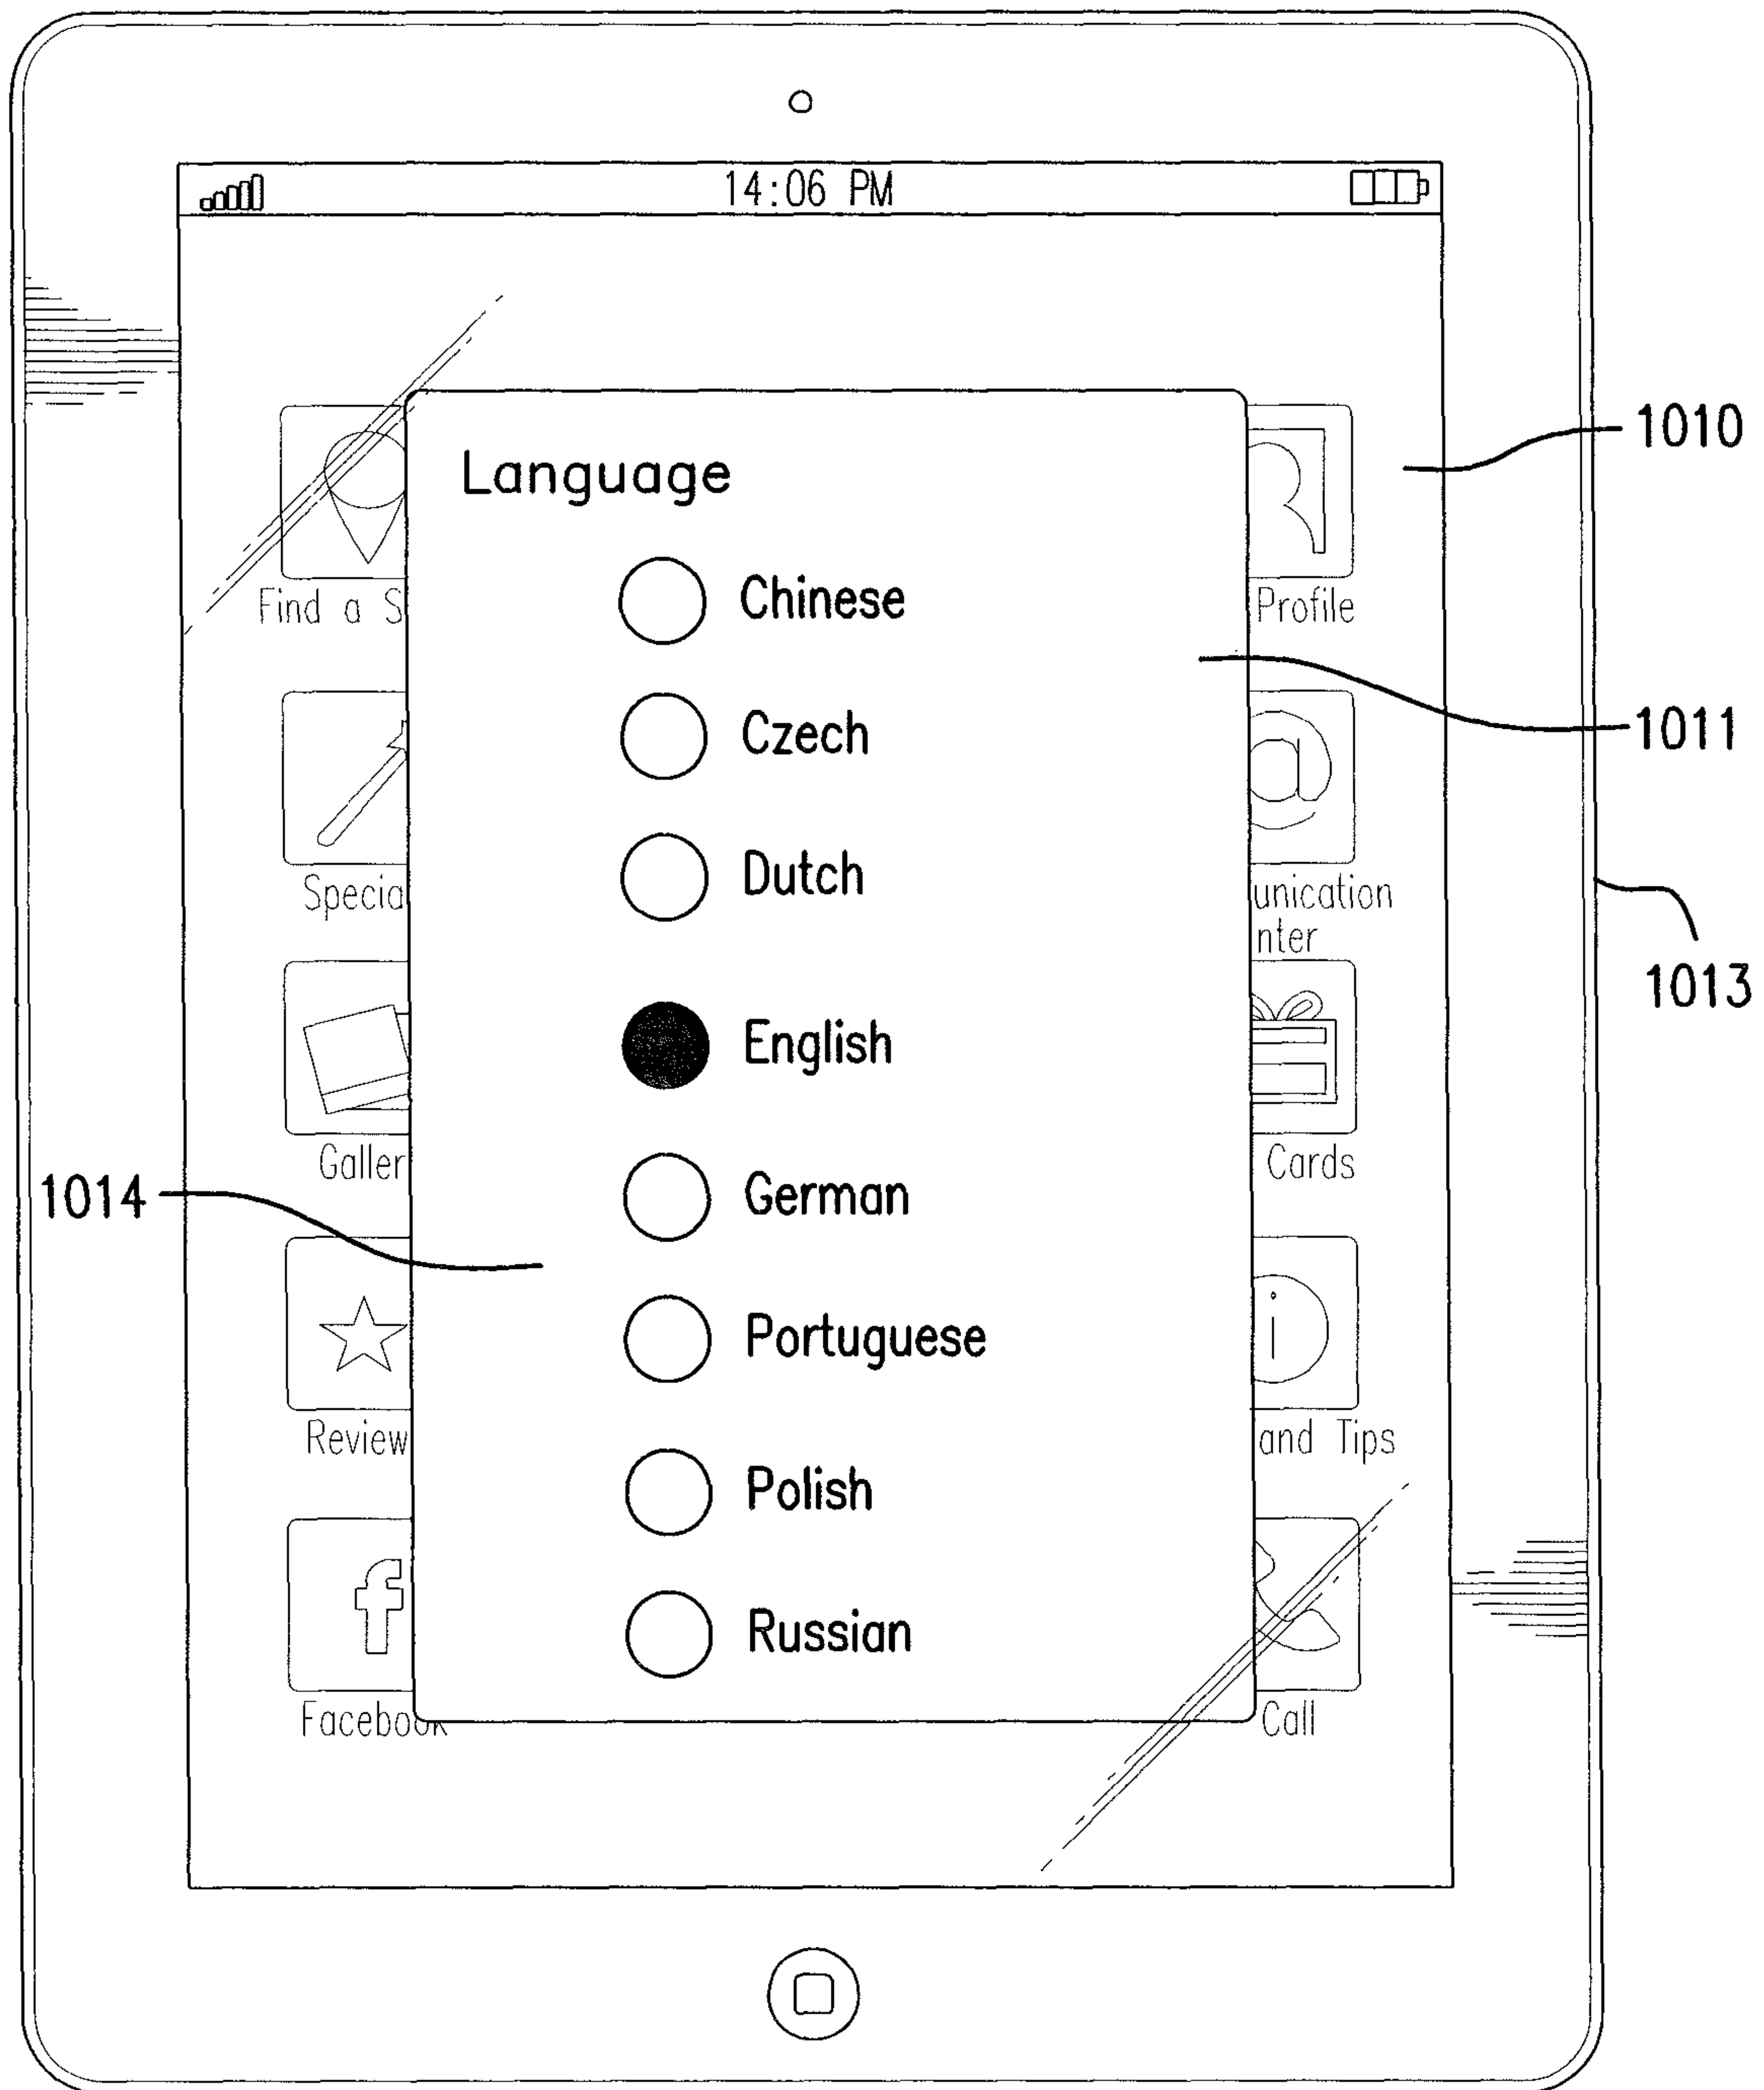 14:06 PM
Language
Chinese
Czech
Dutch
English
German
Portuguese
Polish
Russian
Find a S
Specia
Galler
Review
Facebook
Profile
unication
nter
Cards
and Tips
Call
1010
1011
1013
1014